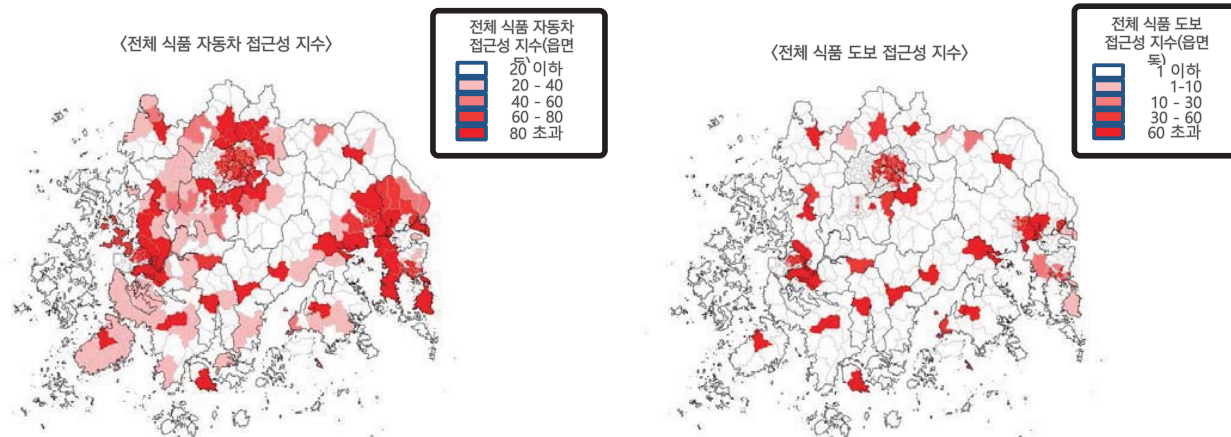 〈전체 식품 자동차 접근성 지수〉
전체 식품 자동차
접근성 지수(읍면
동)
20 이하
20 - 40
40 - 60
60 - 80
80 초과
〈전체 식품 도보 접근성 지수〉
전체 식품 도보
접근성 지수(읍면
동)
1 이하
1-10
10 - 30
30 - 60
60 초과